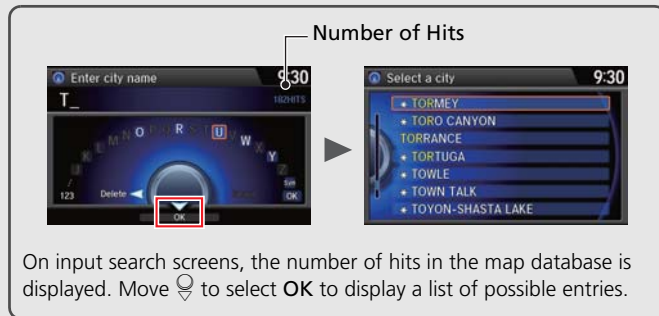 Number of Hits
Enter city name
9:30
T_
182HITS
J K E M N O P R S T U V W X Y Z
123
Delete
Sim
OK
OK
Select a city
9:30
TORMEY
TORO CANYON
TORRANCE
TORTUGA
TOWLE
TOWN TALK
TOYON-SHASTA LAKE
On input search screens, the number of hits in the map database is
displayed. Move to select OK to display a list of possible entries.